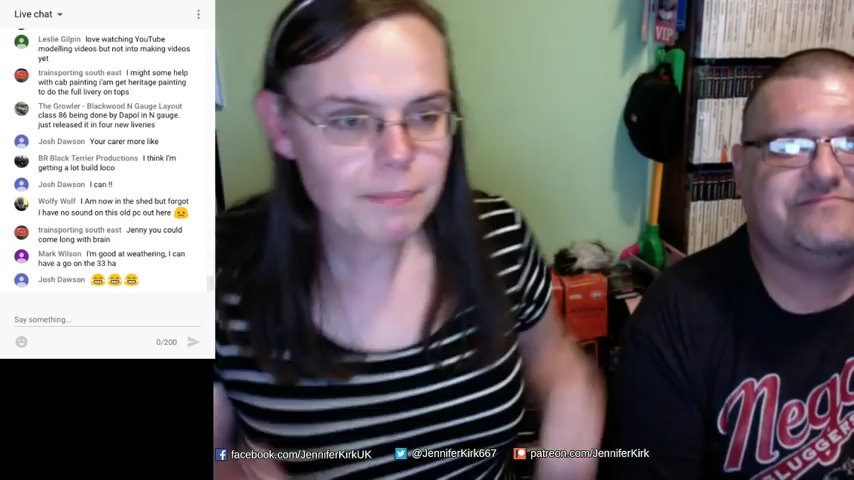 Live chat
Leslie Gilpin love watching YouTube
modelling videos but not into making videos
yet
trainsporting south east I might some help
with cab painting i'am get heritage painting
to do the full livery on tops
The Growler - Blackwood N Gauge Layout
class 86 being done by Dapol in N gauge.
just released it in four new liveries
Josh Dawson Your carer more like
BR Black Terrier Productions I think I'm
getting a lot build loco
Josh Dawson I can !!
Wolfy Wolf I Am now in the shed but forgot
I have no sound on this old pc out here
trainsporting south east Jenny you could
come long with brain
Mark Wilson I'm good at weathering, I can
have a go on the 33 ha
Josh Dawson
Say something...
0/200
VIP
facebook.com/JenniferKirkUK
@JenniferKirk667
patreon.com/JenniferKirk